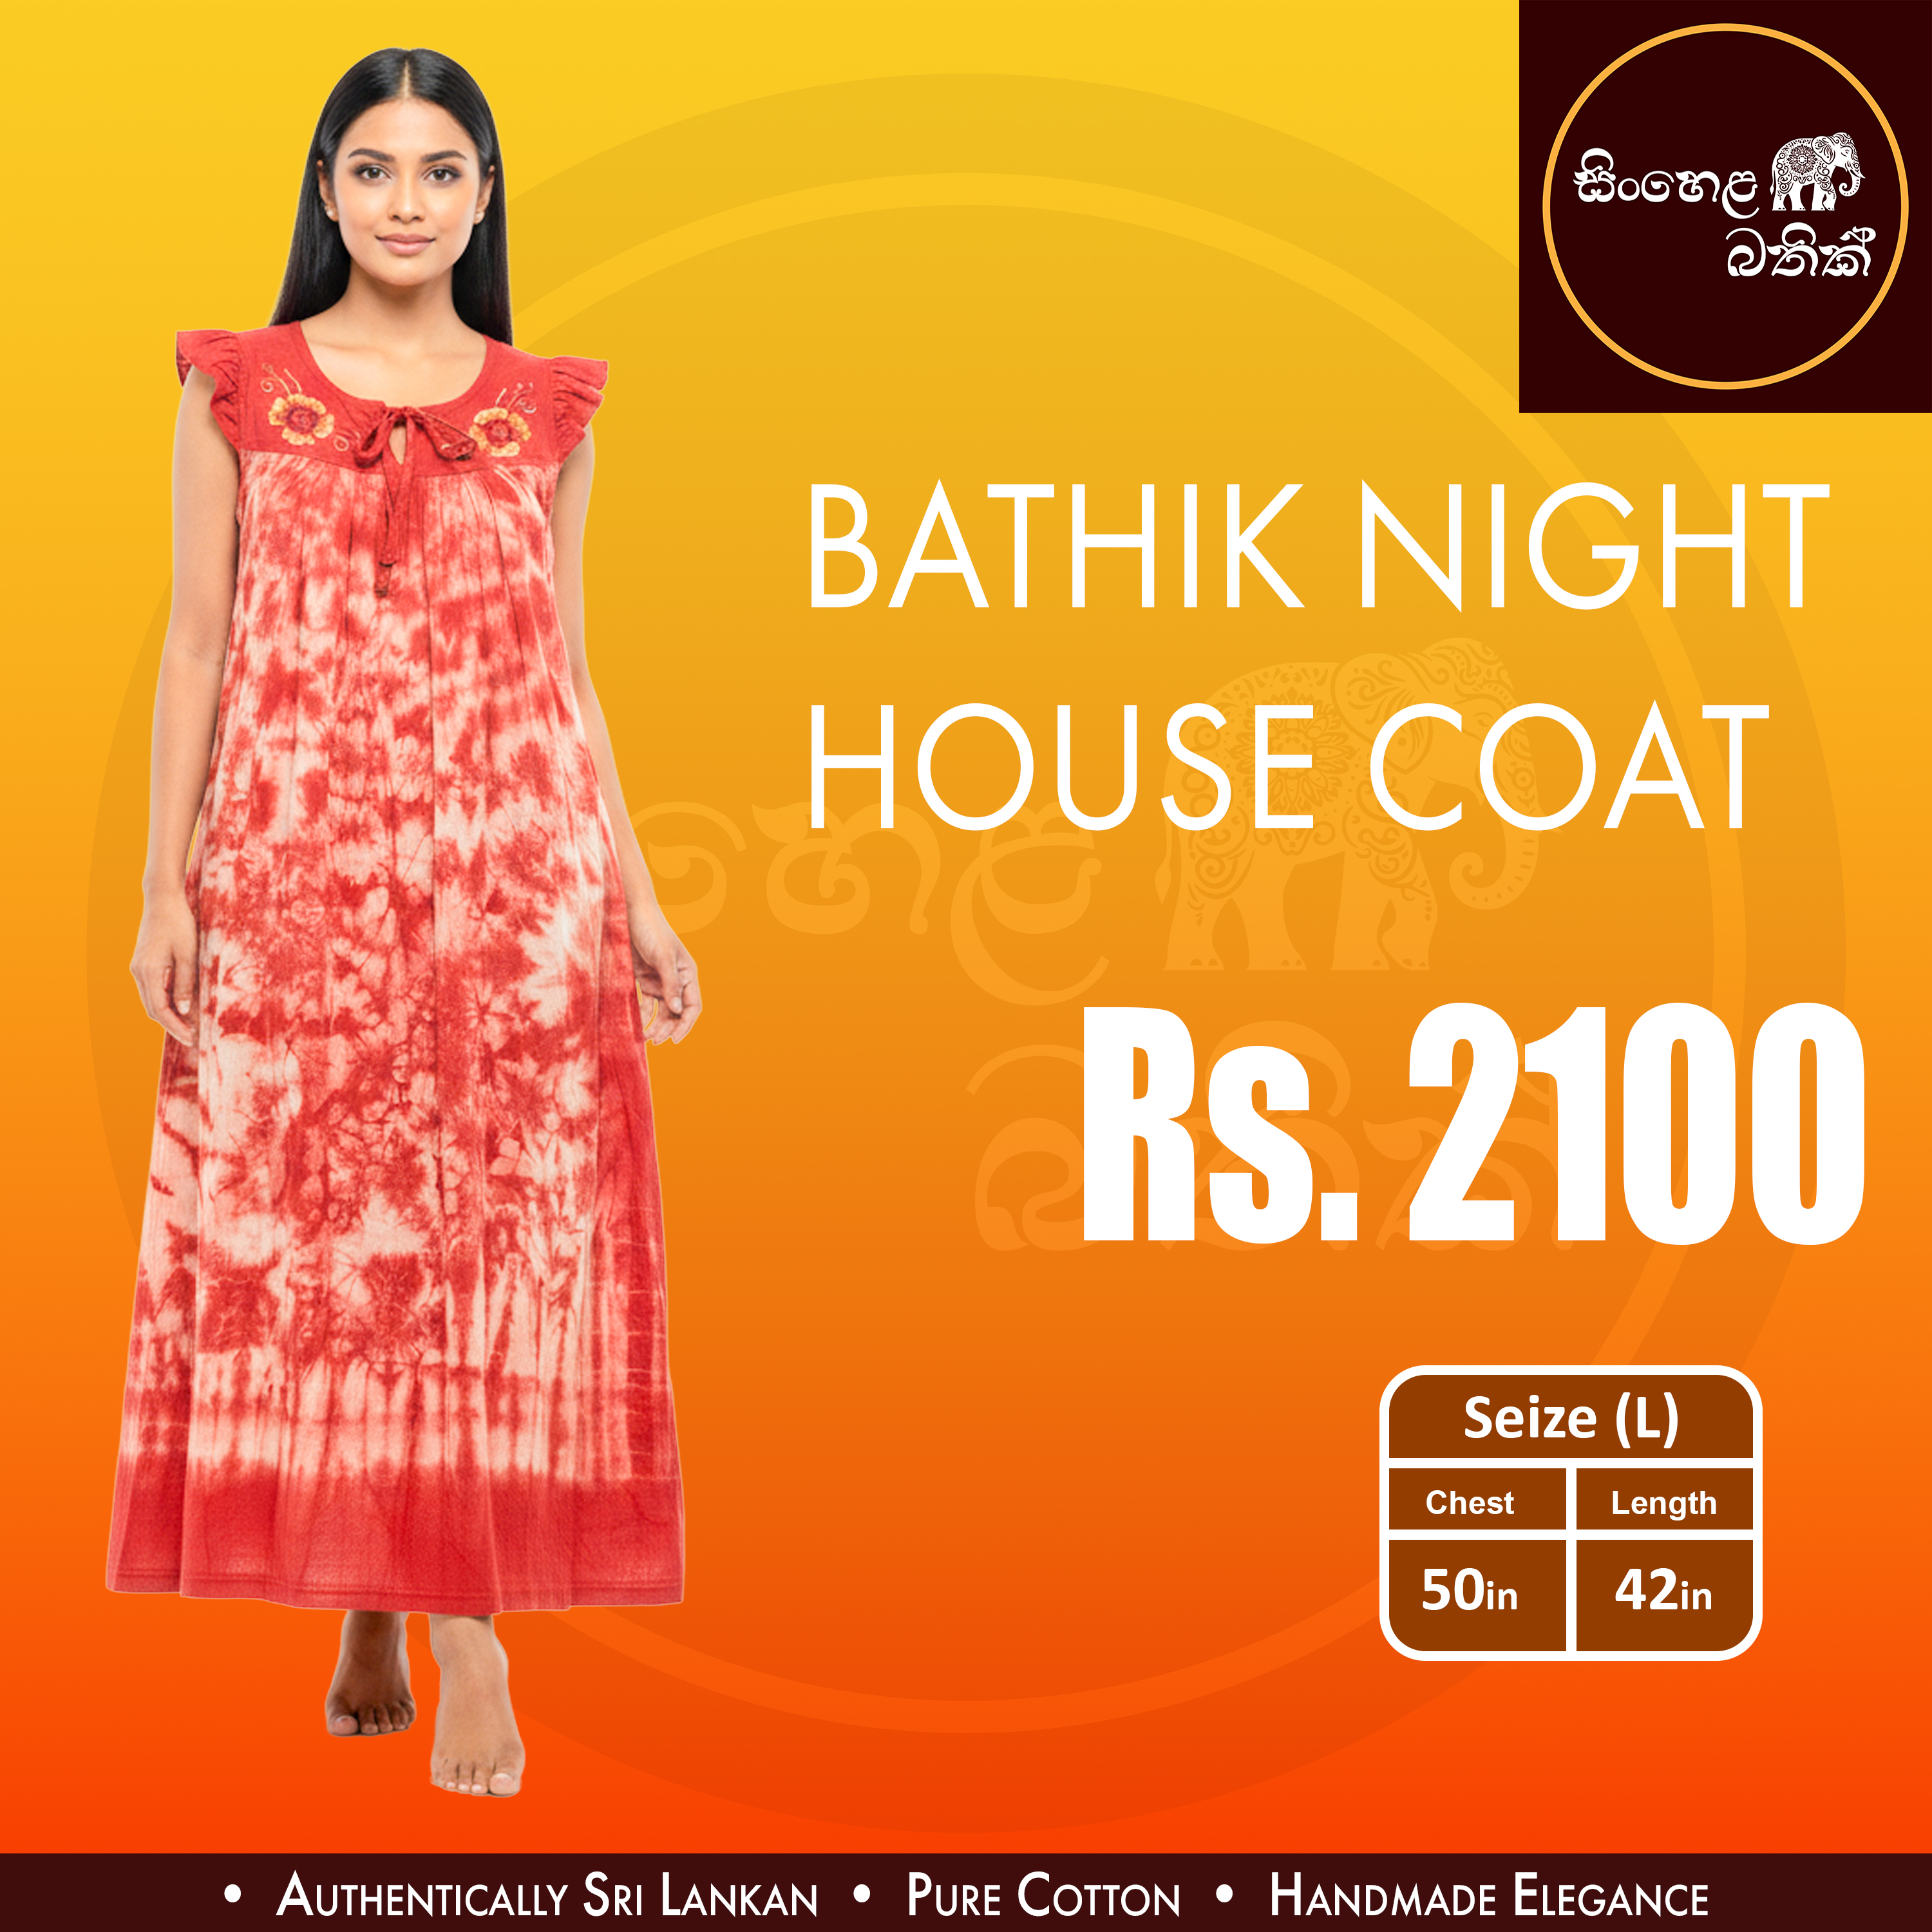 සිංහෙළ
බතික්
BATHIK NIGHT
HOUSE COAT
Rs. 2100
Seize (L)
Chest Length
50in 42in
• AUTHENTICALLY SRI LANKAN • PURE COTTON • HANDMADE ELEGANCE